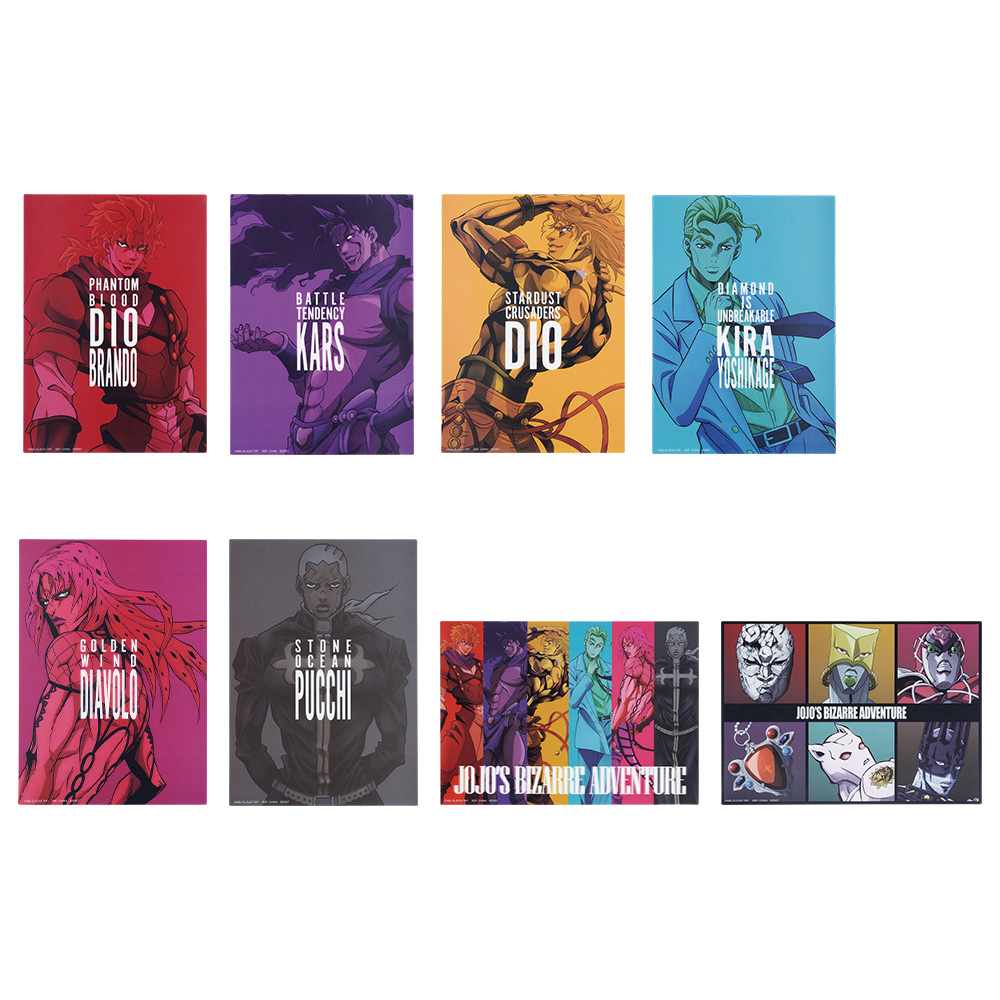 PHANTOM
BLOOD
DIO
BRANDO
BATTLE
TENDENCY
KARS
STARDUST
CRUSADERS
DIO
DIAMOND
IS
UNBREAKABLE
KIRA
YOSHIKAGE
GOLDEN
WIND
DIAVOLO
STONE
OCEAN
PUCCHI
JOJO'S BIZARRE ADVENTURE
JOJO'S BIZARRE ADVENTURE